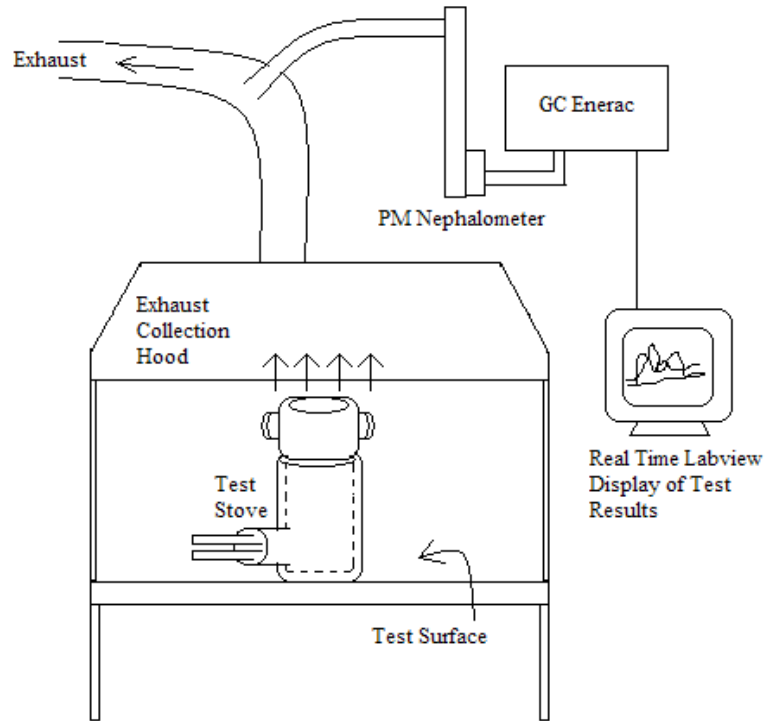 Exhaust
GC Enerac
PM Nephalometer
Exhaust
Collection
Hood
Test
Stove
Real Time Labview
Display of Test
Results
Test Surface